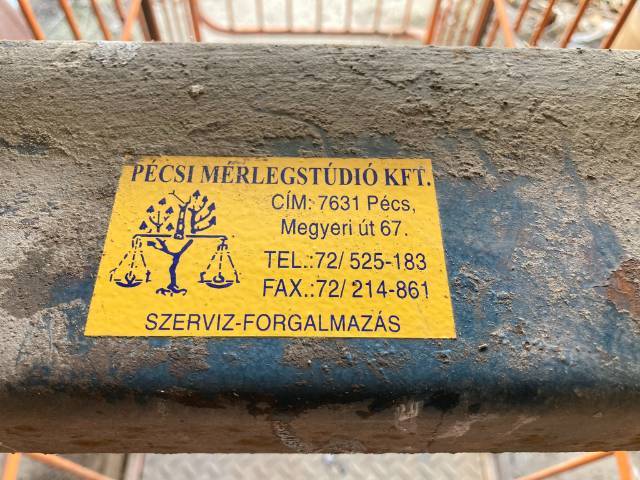 PÉCSI MÉRLEGSTÚDIÓ KFT.
CÍM: 7631 Pécs,
Megyeri út 67.
TEL.:72/ 525-183
FAX.:72/ 214-861
SZERVIZ-FORGALMAZÁS